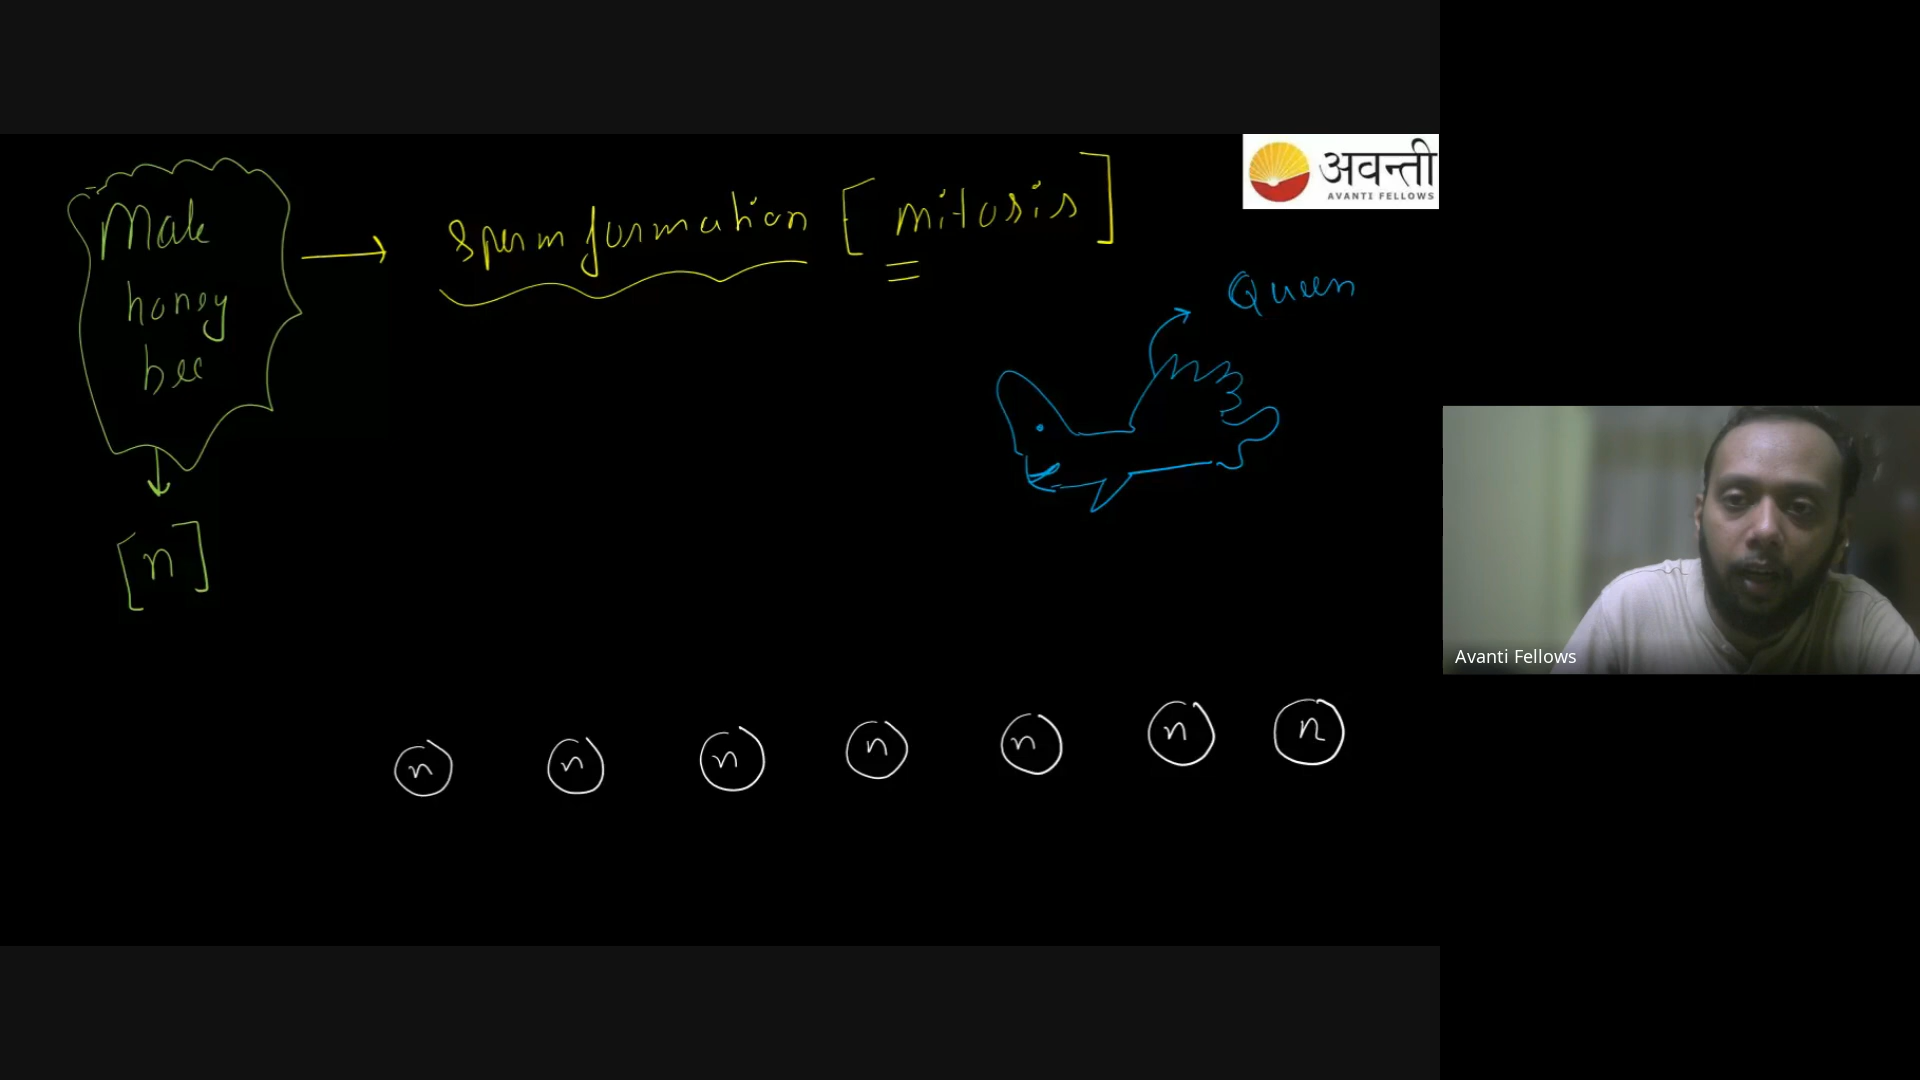 Male
honey
bee
[n]
Sperm formation [mitosis]
Queen
n n n n n n n
अवन्ती
AVANTI FELLOWS
Avanti Fellows